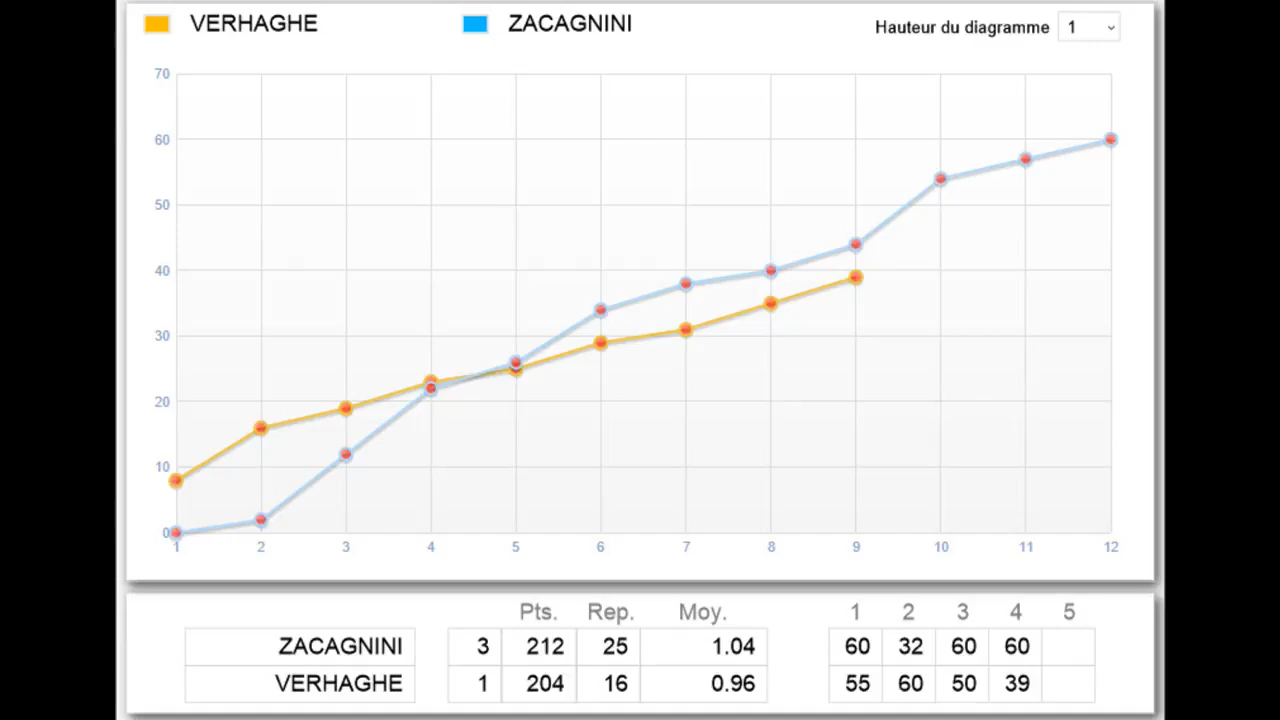 VERHAGHE ZACAGNINI Hauteur du diagramme 1
70
60
50
40
30
20
10
0
1 2 3 4 5 6 7 8 9 10 11 12
Pts. Rep. Moy. 1 2 3 4 5
ZACAGNINI 3 212 25 1.04 60 32 60 60
VERHAGHE 1 204 16 0.96 55 60 50 39